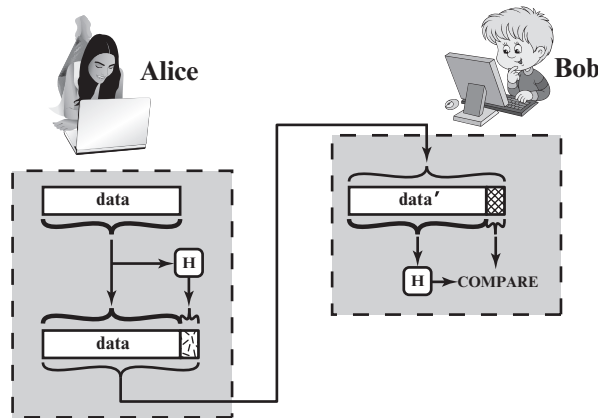 Alice
data
H
data
Bob
data′
H
COMPARE